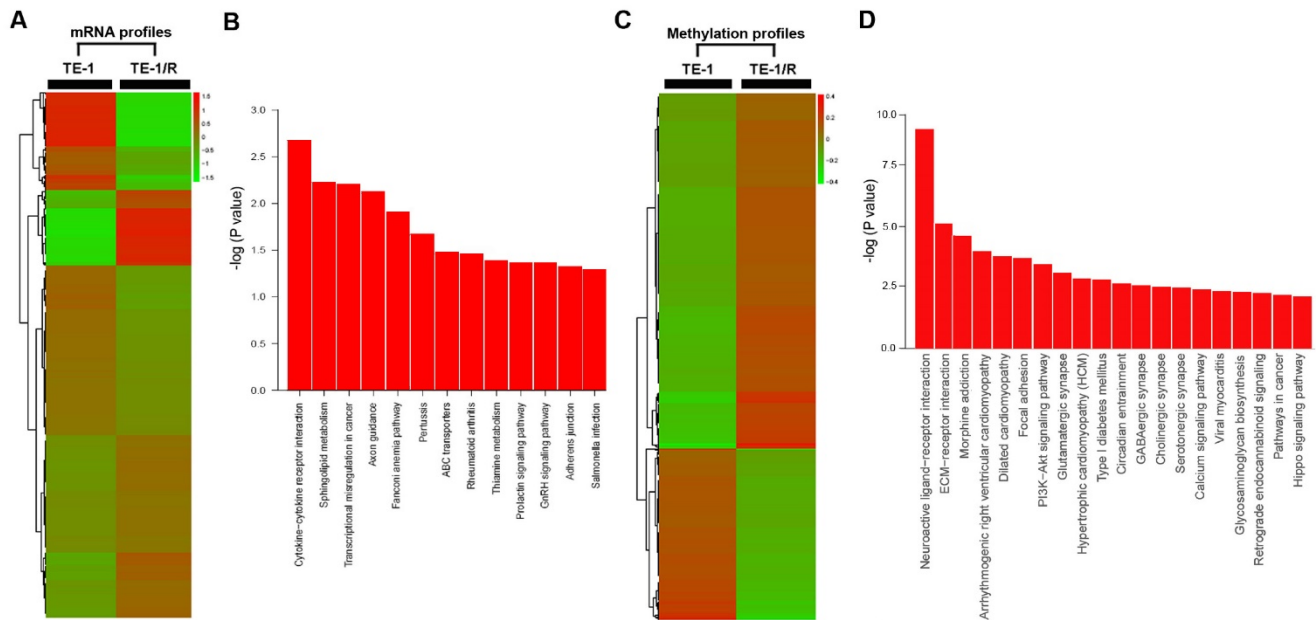 A
mRNA profiles
TE-1
TE-1/R
1.5
1
0.5
0
-0.5
-1
-1.5
B
3.0
2.5
2.0
1.5
1.0
0.5
0.0
-log (P value)
Cytokine-cytokine receptor interaction
Sphingolipid metabolism
Transcriptional misregulation in cancer
Axon guidance
Fanconi anemia pathway
Pertussis
ABC transporters
Rheumatoid arthritis
Thiamine metabolism
Prolactin signaling pathway
GnRH signaling pathway
Adherens junction
Salmonella infection
C
Methylation profiles
TE-1
TE-1/R
0.4
0.2
0
-0.2
-0.4
D
10.0
7.5
5.0
2.5
0.0
-log (P value)
Neuroactive ligand-receptor interaction
ECM-receptor interaction
Morphine addiction
Arrhythmogenic right ventricular cardiomyopathy
Dilated cardiomyopathy
Focal adhesion
PI3K-Akt signaling pathway
Glutamatergic synapse
Hypertrophic cardiomyopathy (HCM)
Type I diabetes mellitus
Circadian entrainment
GABAergic synapse
Cholinergic synapse
Serotonergic synapse
Calcium signaling pathway
Viral myocarditis
Glycosaminoglycan biosynthesis
Retrograde endocannabinoid signaling
Pathways in cancer
Hippo signaling pathway